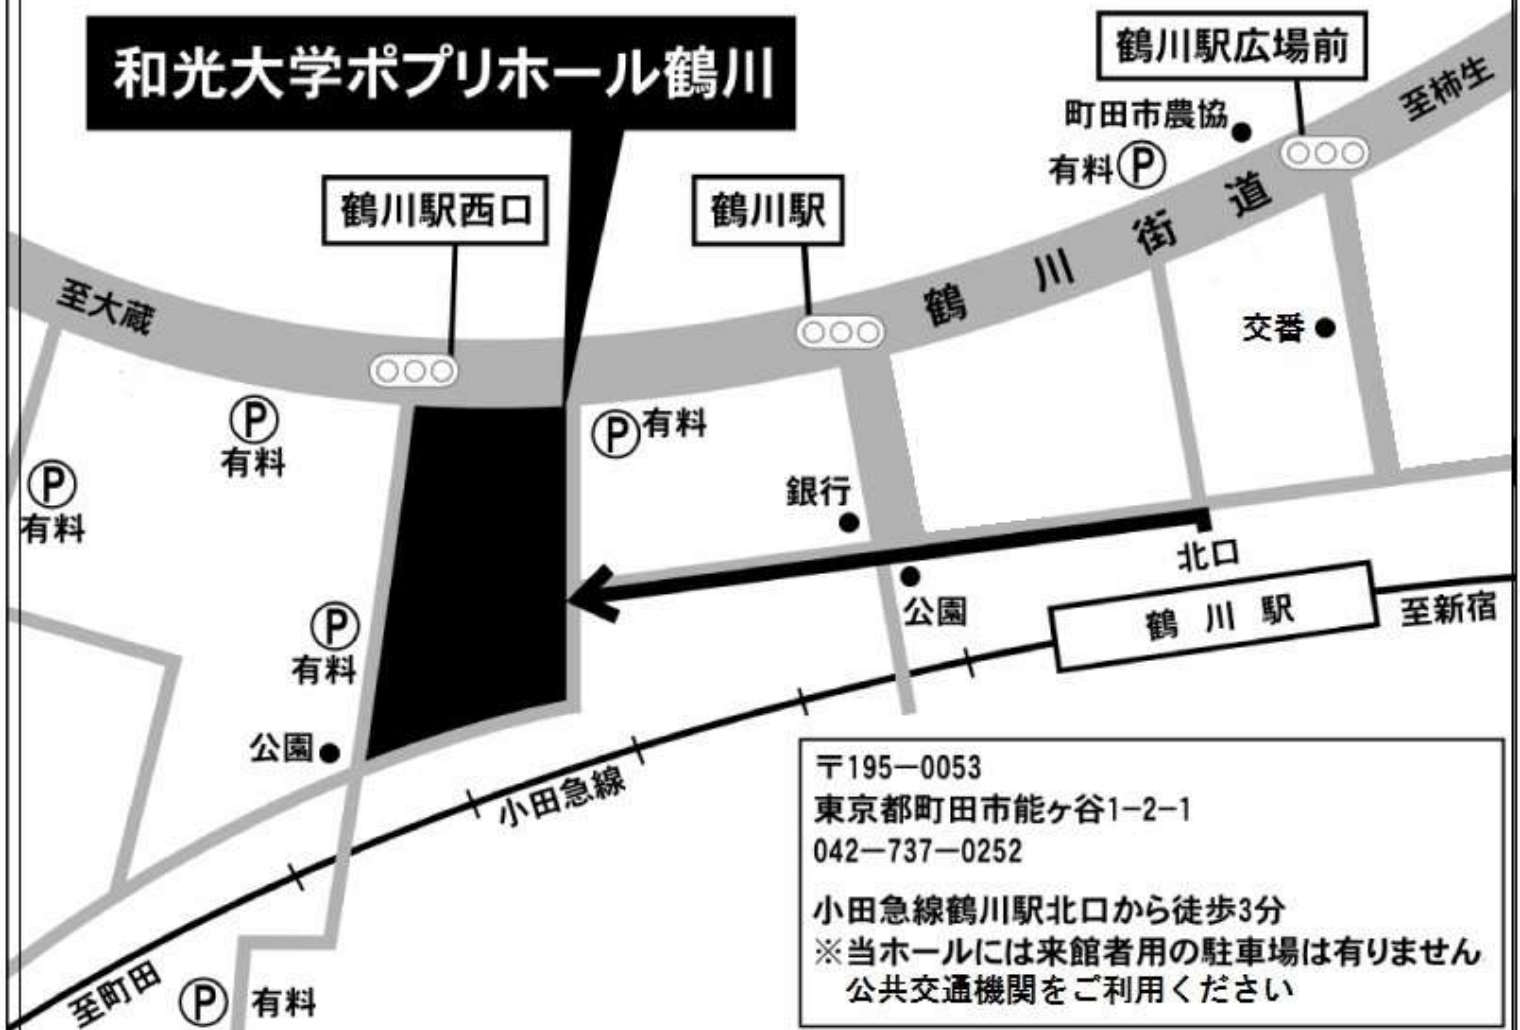 和光大学ポプリホール鶴川
鶴川駅広場前
至柿生
町田市農協
有料Ⓟ
鶴川駅西口
鶴川駅
鶴川街道
至大蔵
交番
Ⓟ
有料
Ⓟ有料
Ⓟ
有料
銀行
北口
公園
鶴川駅
至新宿
Ⓟ
有料
公園
小田急線
至町田
Ⓟ 有料
〒195−0053
東京都町田市能ヶ谷1−2−1
042−737−0252
小田急線鶴川駅北口から徒歩3分
※当ホールには来館者用の駐車場は有りません
公共交通機関をご利用ください